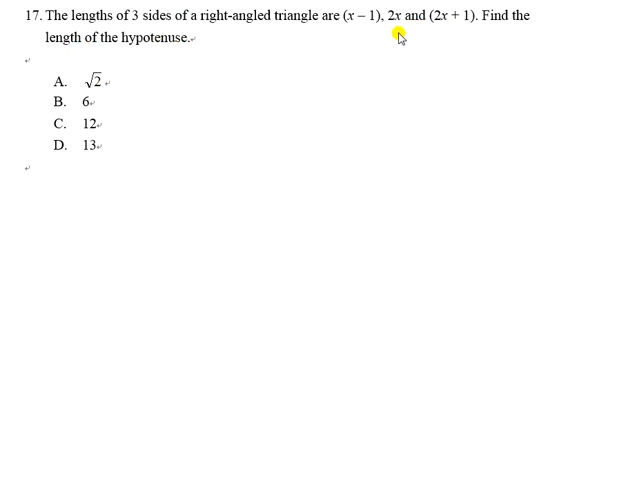 17. The lengths of 3 sides of a right-angled triangle are (x – 1), 2x and (2x + 1). Find the
length of the hypotenuse.
A. √2
B. 6
C. 12
D. 13